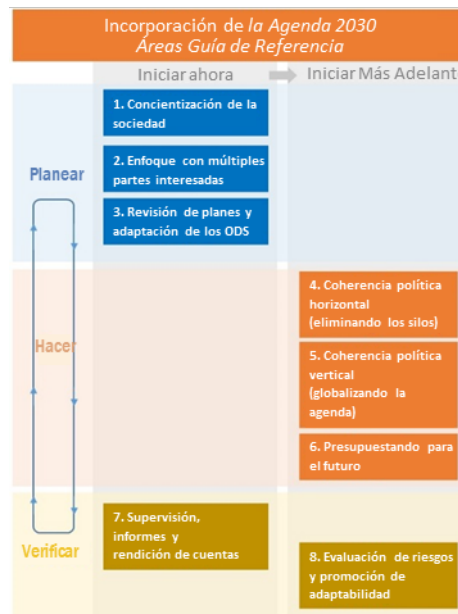 Incorporación de la Agenda 2030
Áreas Guía de Referencia
Iniciar ahora
Iniciar Más Adelant
Planear
1. Concientización de la
sociedad
2. Enfoque con múltiples
partes interesadas
3. Revisión de planes y
adaptación de los ODS
Hacer
4. Coherencia política
horizontal
(eliminando los silos)
5. Coherencia política
vertical
(globalizando la
agenda)
6. Presupuestando para
el futuro
Verificar
7. Supervisión,
informes y
rendición de cuentas
8. Evaluación de riesgos
y promoción de
adaptabilidad